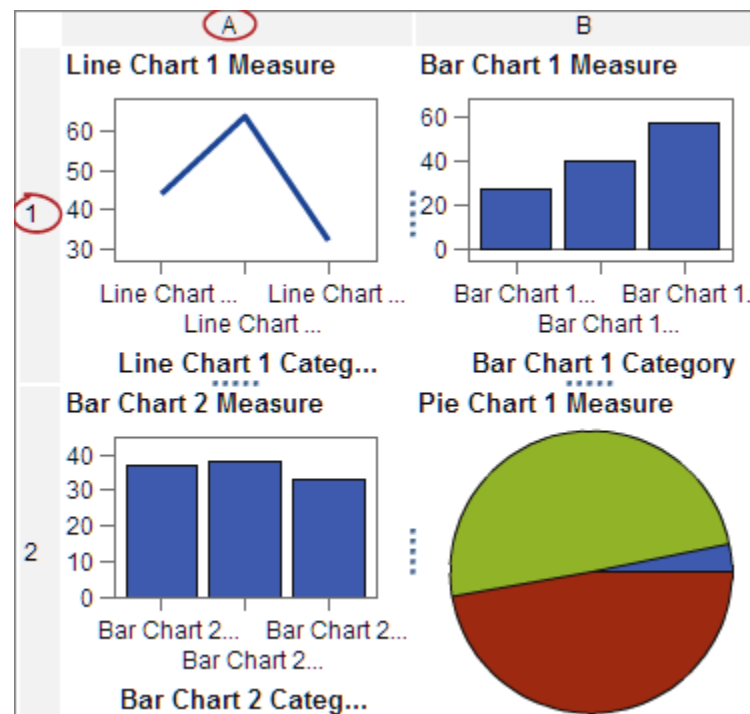 A B
Line Chart 1 Measure Bar Chart 1 Measure
1
60
50
40
30
Line Chart ... Line Chart ...
Line Chart ...
Line Chart 1 Categ...
60
40
20
0
Bar Chart 1... Bar Chart 1.
Bar Chart 1...
Bar Chart 1 Category
Bar Chart 2 Measure Pie Chart 1 Measure
2
40
30
20
10
0
Bar Chart 2... Bar Chart 2...
Bar Chart 2...
Bar Chart 2 Categ...